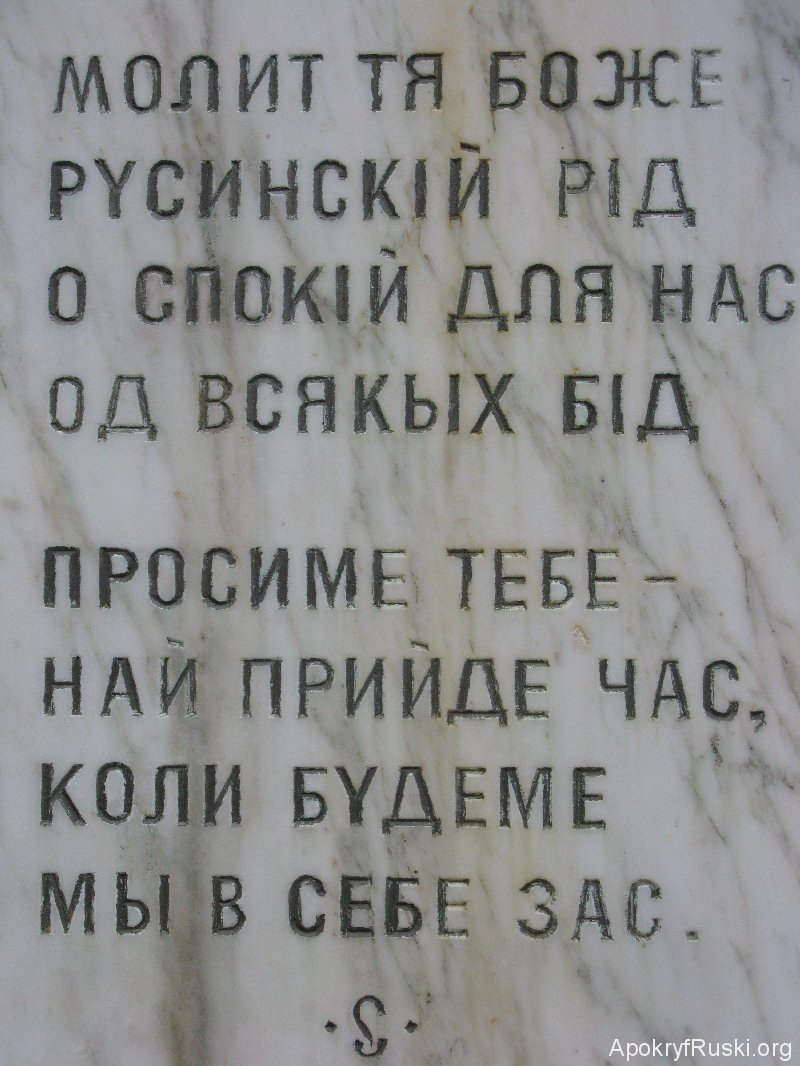 МОЛИТ ТЯ БОЖЕ
РУСИНСКІЙ РІД
О СПОКІЙ ДЛЯ НАС
ОД ВСЯКЫХ БІД
ПРОСИМЕ ТЕБЕ –
НАЙ ПРИЙДЕ ЧАС,
КОЛИ БУДЕМЕ
МЫ В СЕБЕ ЗАС.
ApokryfRuski.org